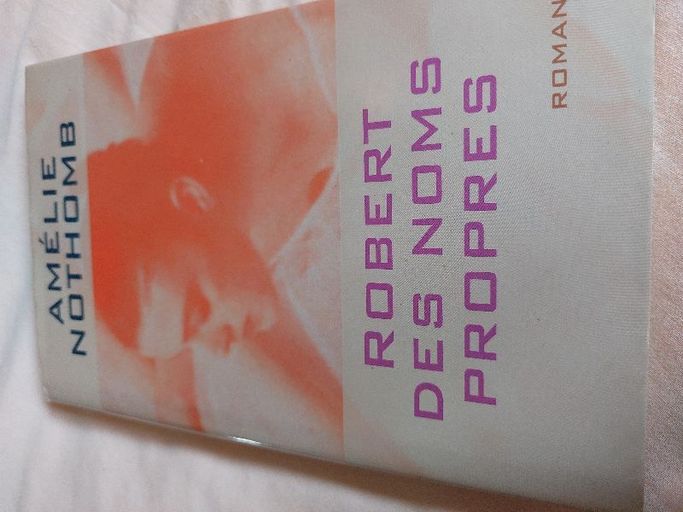 AMÉLIE
NOTHOMB
ROBERT
DES NOMS
PROPRES
ROMAN